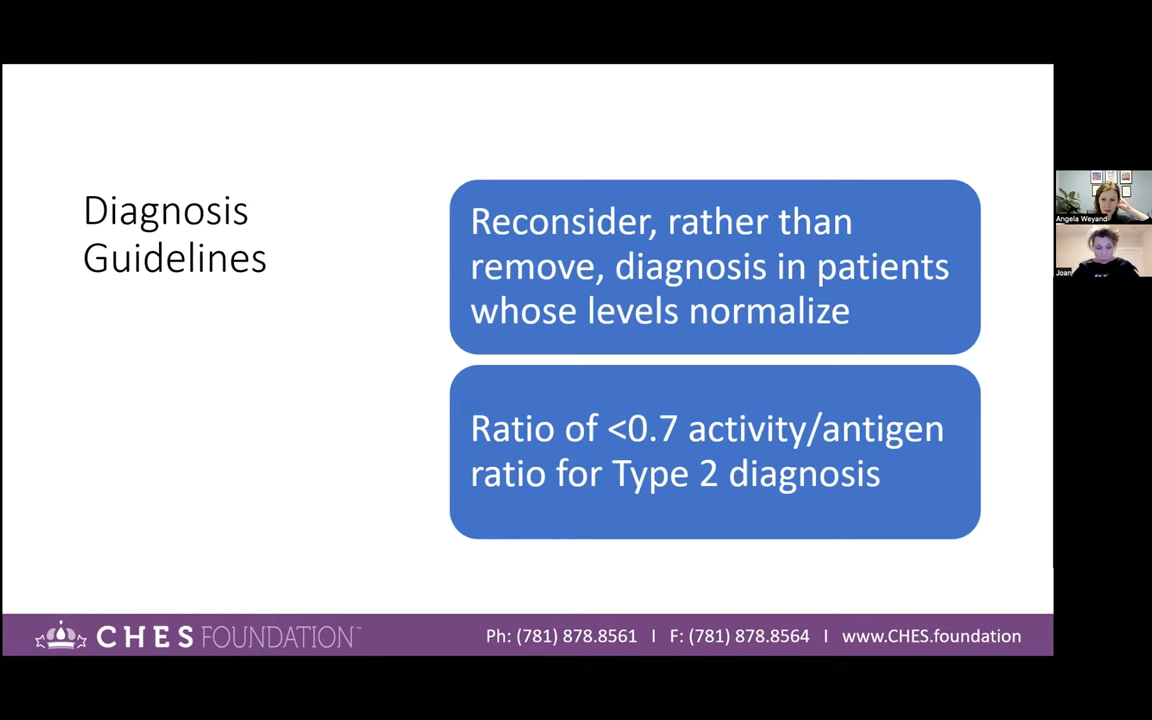 Diagnosis
Guidelines
Reconsider, rather than
remove, diagnosis in patients
whose levels normalize
Ratio of <0.7 activity/antigen
ratio for Type 2 diagnosis
Angela Weyand
Joan
CHES FOUNDATION™
Ph: (781) 878.8561 I F: (781) 878.8564 I www.CHES.foundation